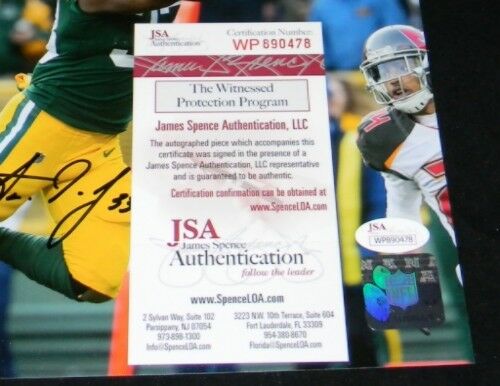 JSA
James Spence
Authentication
Certification Number:
WP 890478
The Witnessed
Protection Program
James Spence Authentication, LLC
The autographed piece which accompanies this
certificate was signed in the presence of a
James Spence Authentication, LLC representative
and is guaranteed to be authentic.
Certification confirmation can be obtained at
www.SpenceLOA.com.
JSA
James Spence
Authentication
follow the leader
www.SpenceLOA.com
2 Sylvan Way, Suite 102
Parsippany, NJ 07054
973-898-1300
Info@SpenceLOA.com
3223 N.W. 10th Terrace, Suite 604
Fort Lauderdale, FL 33309
954-380-8670
Florida@SpenceLOA.com
JSA
WP890478
NFL